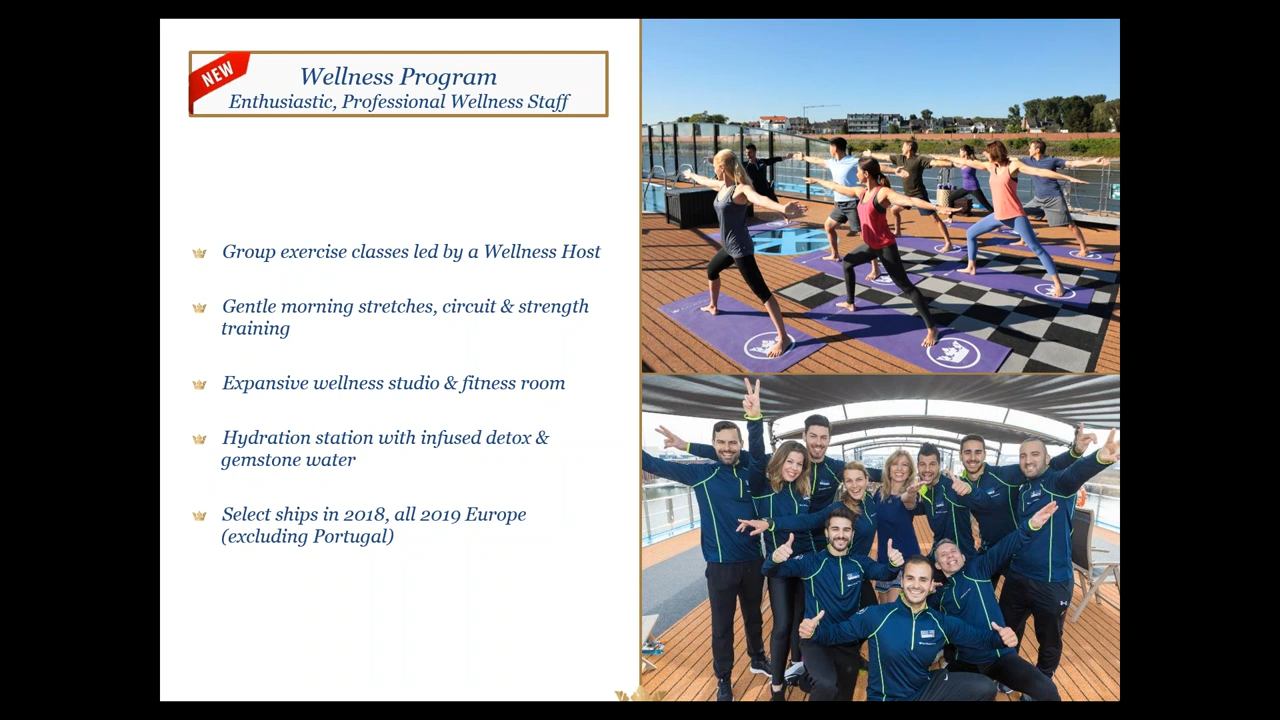 NEW
Wellness Program
Enthusiastic, Professional Wellness Staff
Group exercise classes led by a Wellness Host
Gentle morning stretches, circuit & strength
training
Expansive wellness studio & fitness room
Hydration station with infused detox &
gemstone water
Select ships in 2018, all 2019 Europe
(excluding Portugal)